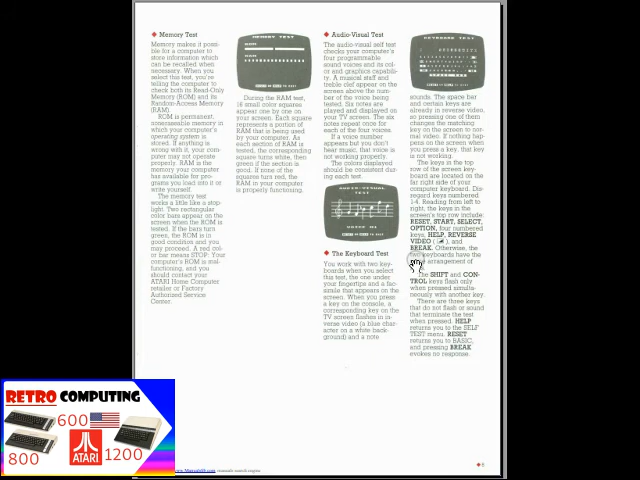 Memory Test
Memory makes it possi-
ble for a computer to
store information which
can be recalled when
necessary. When you
select this test, you're
telling the computer to
check both its Read-Only
Memory (ROM) and its
Random-Access Memory
(RAM).
ROM is permanent,
nonaccessable memory in
which your computer's
operating system is
stored. If anything is
wrong with it, your com-
puter may not operate
properly. RAM is the
memory your computer
has available for pro-
grams you load into it or
write yourself.
The memory test
works a little like a stop-
light. Two rectangular
color bars appear on the
screen when the ROM is
tested. If the bars turn
green, the ROM is in
good condition and you
may proceed. A red col-
or bar means STOP: Your
computer's ROM is mal-
functioning, and you
should contact your
ATARI Home Computer
retailer or Factory
Authorized Service
Center.
MEMORY TEST
ROM
RAM
During the RAM test,
16 small color squares
appear one by one on
your screen. Each square
represents a portion of
RAM that is being used
by your computer. As
each section of RAM is
tested, the corresponding
square turns white, then
green if the section is
good. If some of the
squares turn red, the
RAM in your computer
is properly functioning.
Audio-Visual Test
The audio-visual self test
checks your computer's
four programmable
sound voices and its col-
or and graphics capabili-
ty. A musical staff and
treble clef appear on the
screen above the num-
ber of the voice being
tested. Six notes are
played and displayed on
your TV screen. The six
notes repeat once for
each of the four voices.
If a voice number
appears but you don't
hear music, that voice is
not working properly.
The colors displayed
should be consistent dur-
ing each test.
AUDIO-VISUAL
TEST
VOICE #1
The Keyboard Test
You work with two key-
boards when you select
this test, the one under
your fingertips and a fac-
simile that appears on the
screen. When you press
a key on the console, a
corresponding key on the
TV screen flashes in in-
verse video (a blue char-
acter on a white back-
ground) and a note
KEYBOARD TEST
sounds. The space bar
and certain keys are
already in reverse video,
so pressing one of them
changes the matching
key on the screen to nor-
mal video. If nothing hap-
pens on the screen when
you press a key, that key
is not working.
The keys in the top
row of the screen key-
board are located on the
far right side of your
computer keyboard. Dis-
regard keys numbered
1-4. Reading from left to
right, the keys in the
screen's top row include:
RESET, START, SELECT,
OPTION, four numbered
keys, HELP, REVERSE
VIDEO ( ), and
BREAK. Otherwise, the
two keyboards have the
arrangement of
The SHIFT and CON-
TROL keys flash only
when pressed simulta-
neously with another key.
There are three keys
that do not flash or sound
that terminate the test
when pressed. HELP
returns you to the SELF
TEST menu, RESET
returns you to BASIC,
and pressing BREAK
evokes no response.
RETRO COMPUTING
600
800
ATARI
1200